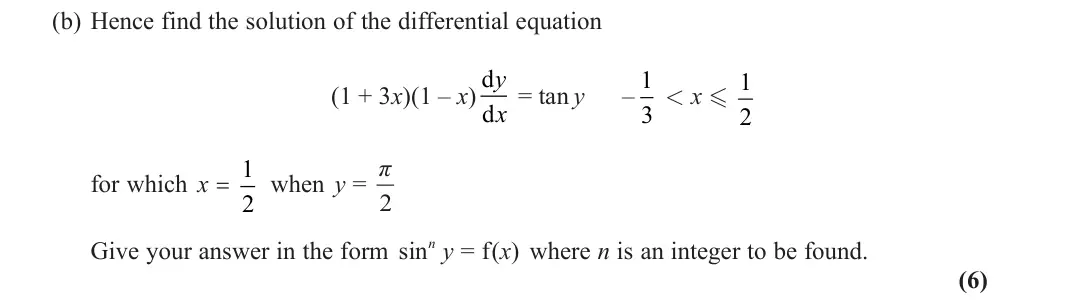 (b) Hence find the solution of the differential equation
(1 + 3x)(1 – x) dy/dx = tan y    – 1/3 < x ⩽ 1/2
for which x = 1/2 when y = π/2
Give your answer in the form sinⁿ y = f(x) where n is an integer to be found.
(6)